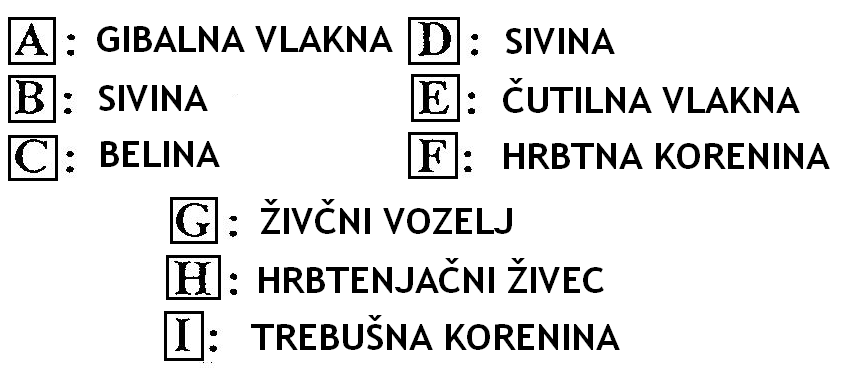 A: GIBALNA VLAKNA D: SIVINA
B: SIVINA E: ČUTILNA VLAKNA
C: BELINA F: HRBTNA KORENINA
G: ŽIVČNI VOZELJ
H: HRBTENJAČNI ŽIVEC
I: TREBUŠNA KORENINA